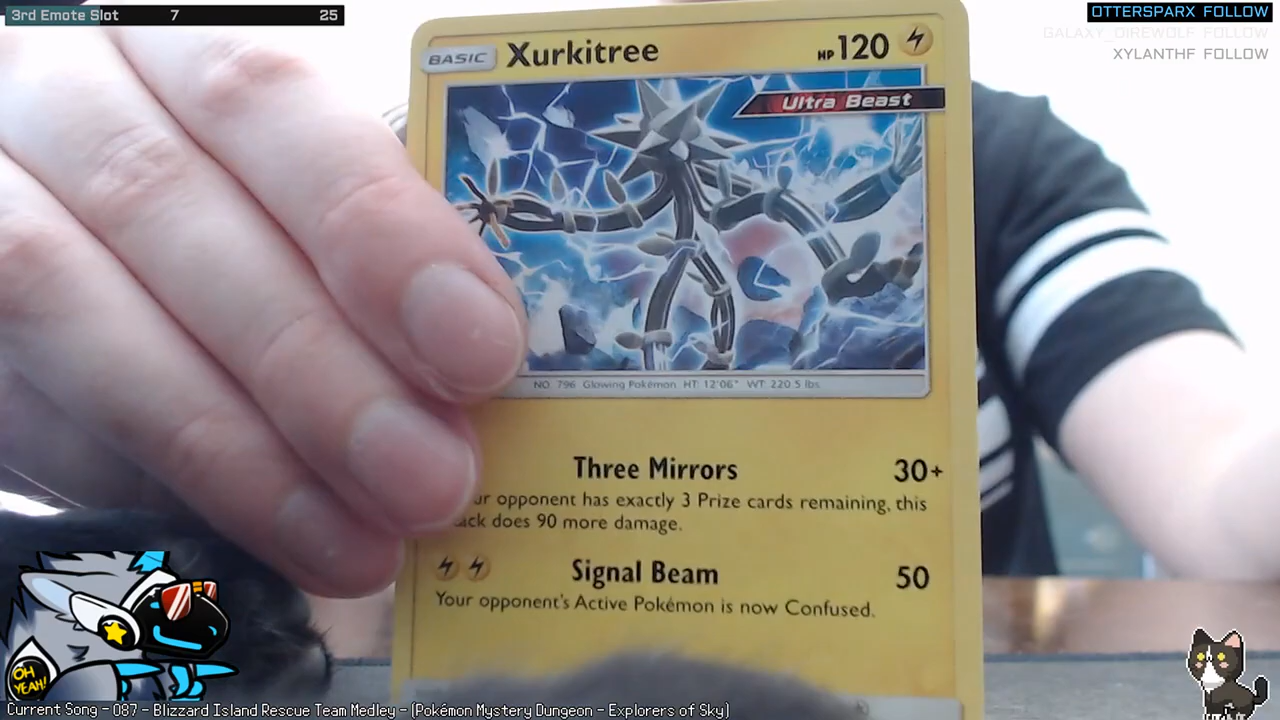 3rd Emote Slot 7 25
OTTERSPARX FOLLOW
GALAXY_DIREWOLF FOLLOW
XYLANTHF FOLLOW
BASIC Xurkitree HP 120
Ultra Beast
NO. 796 Glowing Pokémon HT: 12'06" WT: 220.5 lbs.
Three Mirrors 30+
opponent has exactly 3 Prize cards remaining, this
does 90 more damage.
Signal Beam 50
Your opponent's Active Pokémon is now Confused.
OH
YEAH!
Current Song - 087 - Blizzard Island Rescue Team Medley - (Pokémon Mystery Dungeon - Explorers of Sky)